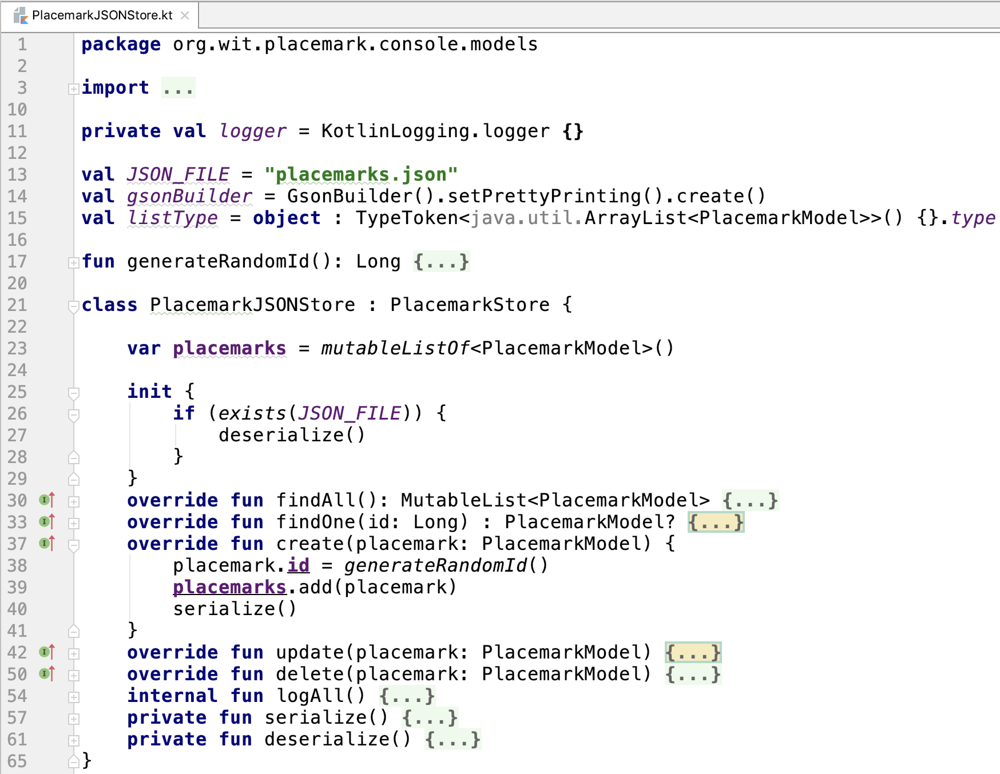 PlacemarkJSONStore.kt
1 package org.wit.placemark.console.models
2
3 import ...
10
11 private val logger = KotlinLogging.logger {}
12
13 val JSON_FILE = "placemarks.json"
14 val gsonBuilder = GsonBuilder().setPrettyPrinting().create()
15 val listType = object : TypeToken<java.util.ArrayList<PlacemarkModel>>() {}.type
16
17 fun generateRandomId(): Long {...}
20
21 class PlacemarkJSONStore : PlacemarkStore {
22
23 var placemarks = mutableListOf<PlacemarkModel>()
24
25 init {
26 if (exists(JSON_FILE)) {
27 deserialize()
28 }
29 }
30 override fun findAll(): MutableList<PlacemarkModel> {...}
33 override fun findOne(id: Long) : PlacemarkModel? {...}
37 override fun create(placemark: PlacemarkModel) {
38 placemark.id = generateRandomId()
39 placemarks.add(placemark)
40 serialize()
41 }
42 override fun update(placemark: PlacemarkModel) {...}
50 override fun delete(placemark: PlacemarkModel) {...}
54 internal fun logAll() {...}
57 private fun serialize() {...}
61 private fun deserialize() {...}
65 }